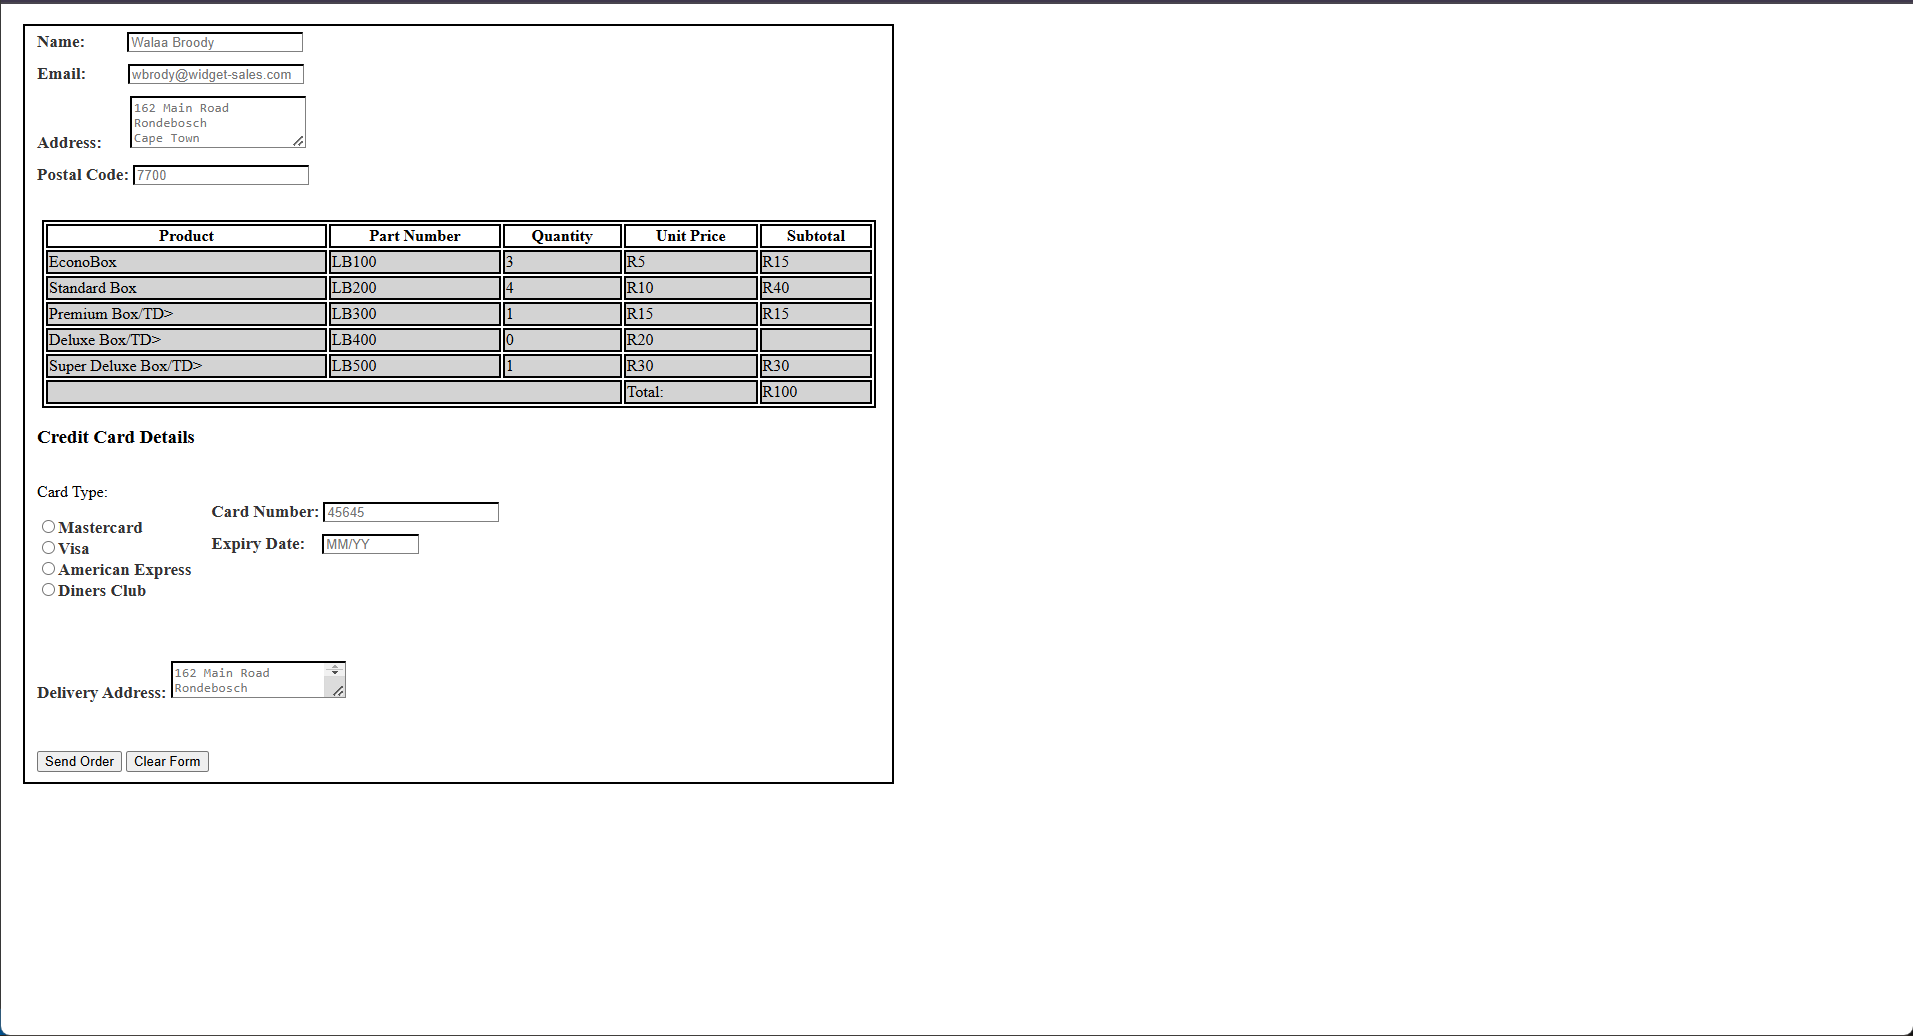 Name: Walaa Broody
Email: wbrody@widget-sales.com
Address: 162 Main Road
Rondebosch
Cape Town
Postal Code: 7700
Product Part Number Quantity Unit Price Subtotal
EconoBox LB100 3 R5 R15
Standard Box LB200 4 R10 R40
Premium Box/TD> LB300 1 R15 R15
Deluxe Box/TD> LB400 0 R20
Super Deluxe Box/TD> LB500 1 R30 R30
Total: R100
Credit Card Details
Card Type:
Mastercard
Visa
American Express
Diners Club
Card Number: 45645
Expiry Date: MM/YY
Delivery Address: 162 Main Road
Rondebosch
Send Order Clear Form